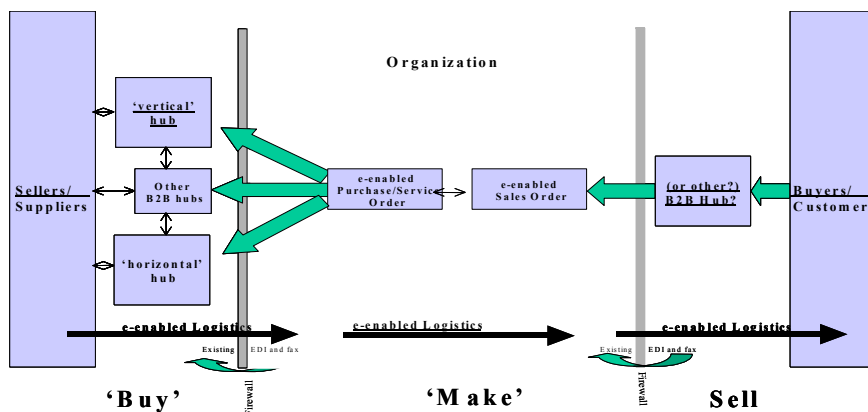 Organization
'vertical'
hub
Sellers/
Suppliers
Other
B2B hubs
e-enabled
Purchase/Service
Order
e-enabled
Sales Order
(or other?)
B2B Hub?
Buyers/
Customer
'horizontal'
hub
e-enabled Logistics
e-enabled Logistics
e-enabled Logistics
Existing EDI and fax
Existing EDI and fax
Firewall
Firewall
'Buy'
'Make'
Sell